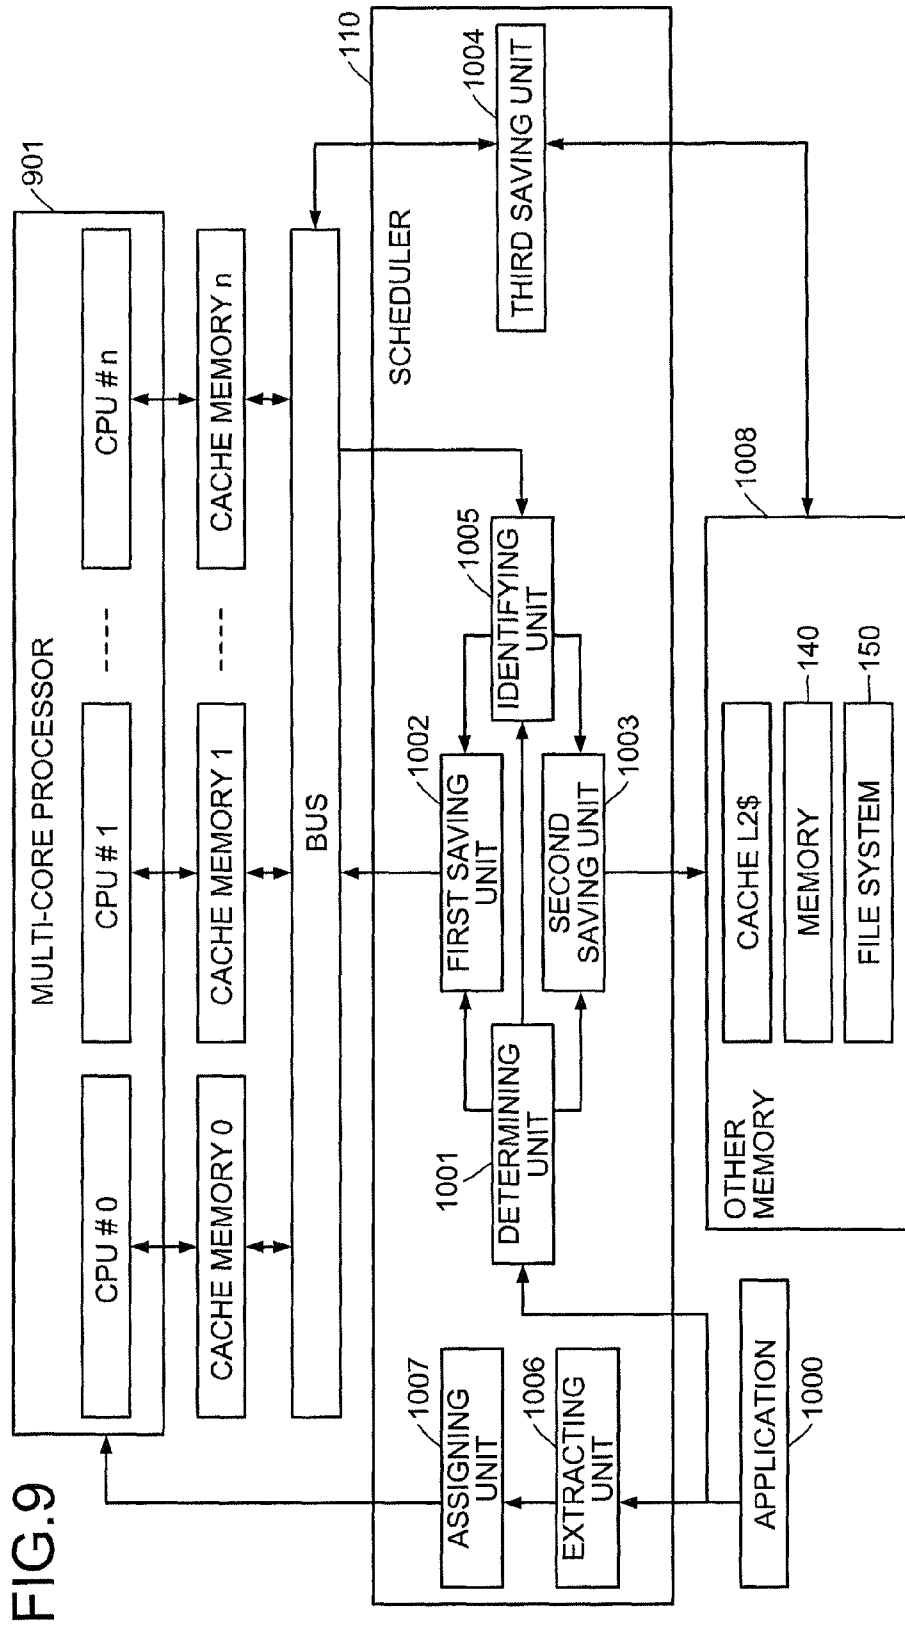 FIG.9
901
MULTI-CORE PROCESSOR
CPU #0
CPU #1
CPU #n
CACHE MEMORY 0
CACHE MEMORY 1
CACHE MEMORY n
BUS
110
SCHEDULER
1007
ASSIGNING
UNIT
1006
EXTRACTING
UNIT
1001
DETERMINING
UNIT
1002
FIRST SAVING
UNIT
1003
SECOND
SAVING UNIT
1005
IDENTIFYING
UNIT
1004
THIRD SAVING UNIT
APPLICATION
1000
1008
OTHER
MEMORY
CACHE L2$
MEMORY
140
FILE SYSTEM
150